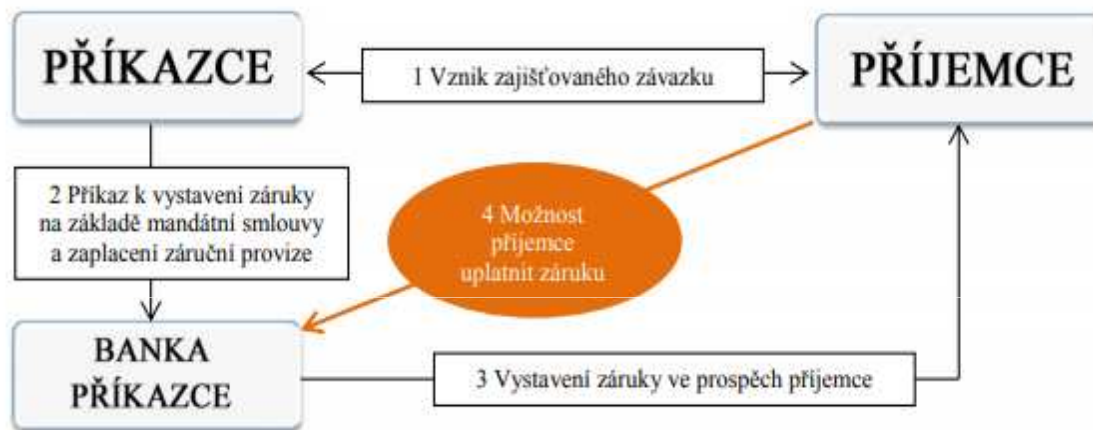 PŘÍKAZCE
1 Vznik zajišťovaného závazku
PŘÍJEMCE
2 Příkaz k vystavení záruky
na základě mandátní smlouvy
a zaplacení záruční provize
4 Možnost
příjemce
uplatnit záruku
BANKA
PŘÍKAZCE
3 Vystavení záruky ve prospěch příjemce